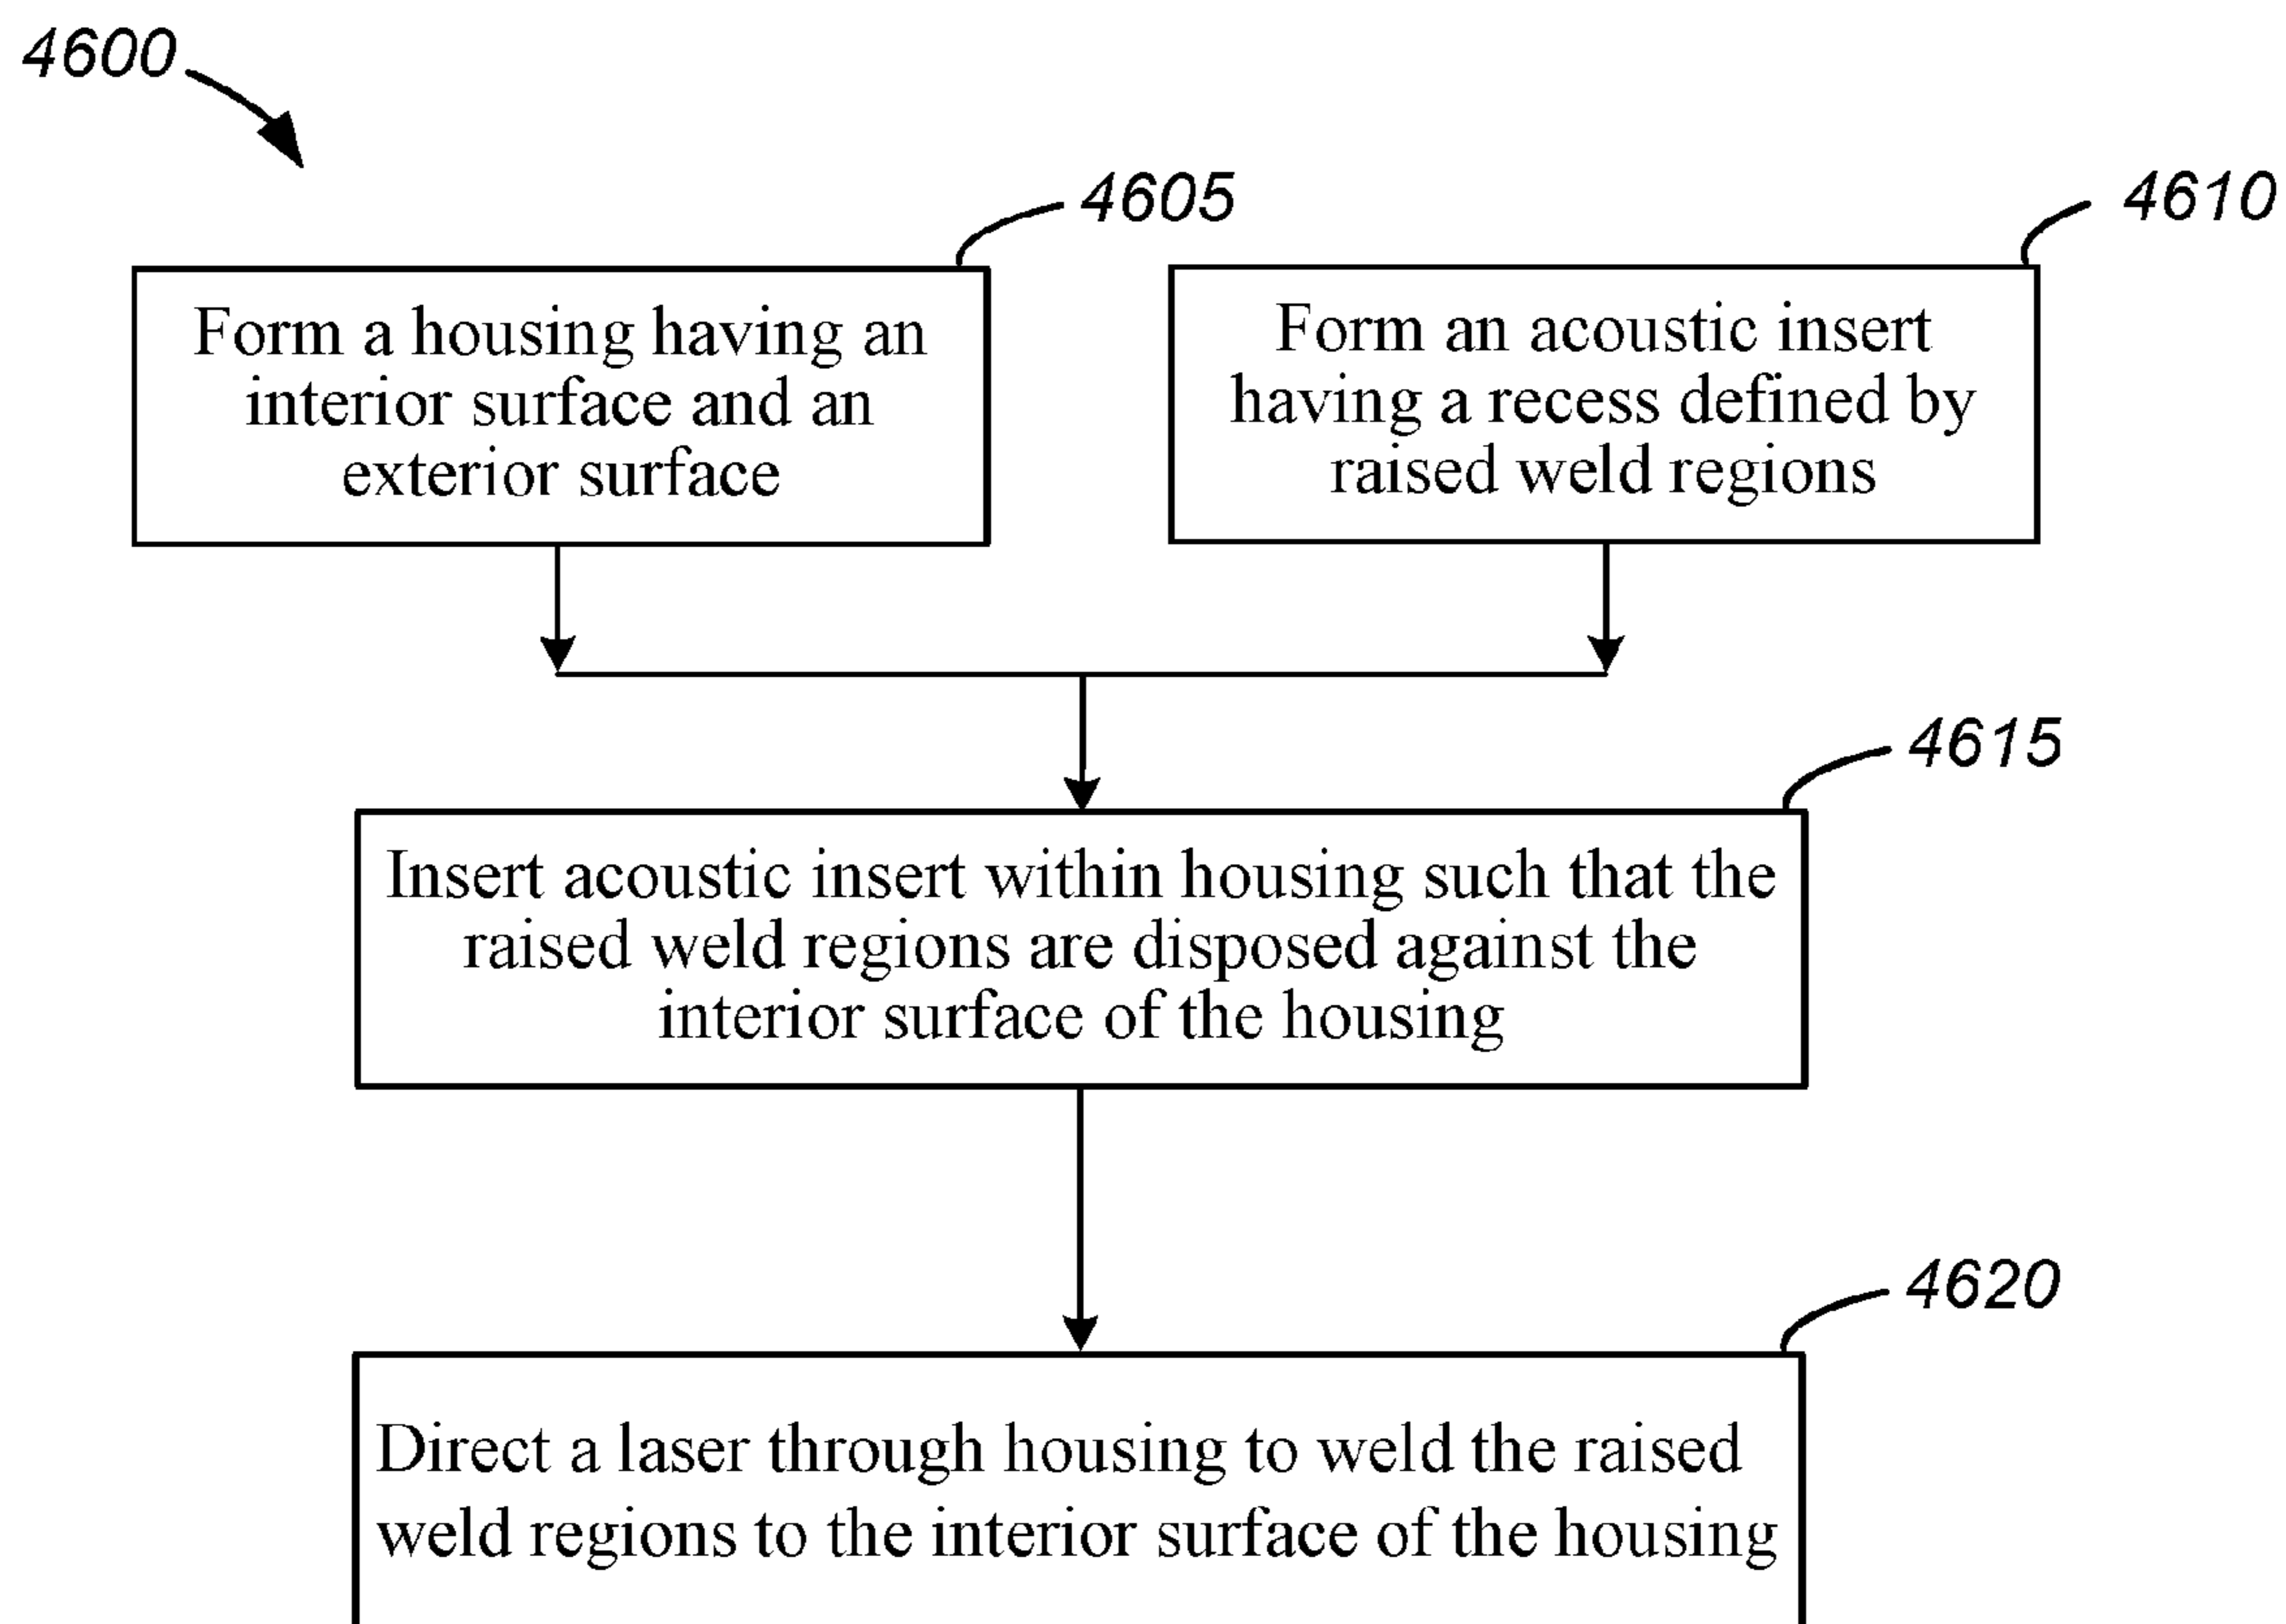 4600
4605
Form a housing having an
interior surface and an
exterior surface
4610
Form an acoustic insert
having a recess defined by
raised weld regions
4615
Insert acoustic insert within housing such that the
raised weld regions are disposed against the
interior surface of the housing
4620
Direct a laser through housing to weld the raised
weld regions to the interior surface of the housing